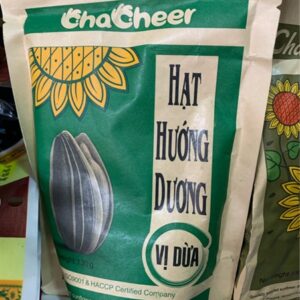 ChaCheer
HẠT
HƯỚNG
DƯƠNG
VỊ DỪA
ISO9001 & HACCP Certified Company